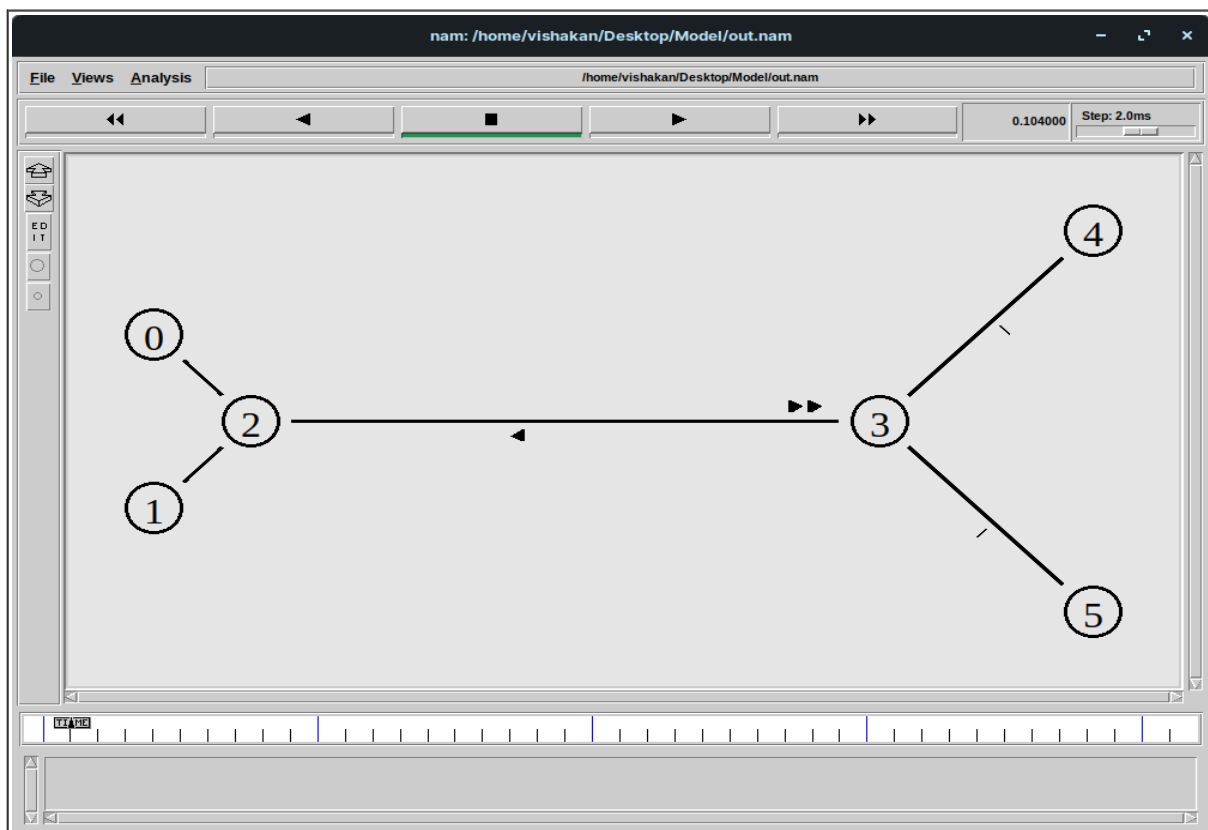 nam: /home/vishakan/Desktop/Model/out.nam
File Views Analysis /home/vishakan/Desktop/Model/out.nam
0.104000 Step: 2.0ms
E D
I T
4
0
2
3
1
5
TIME